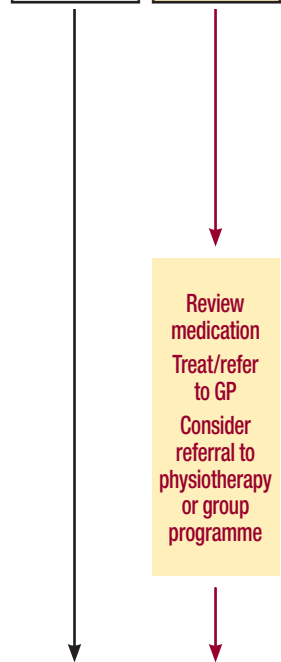 Review
medication
Treat/refer
to GP
Consider
referral to
physiotherapy
or group
programme